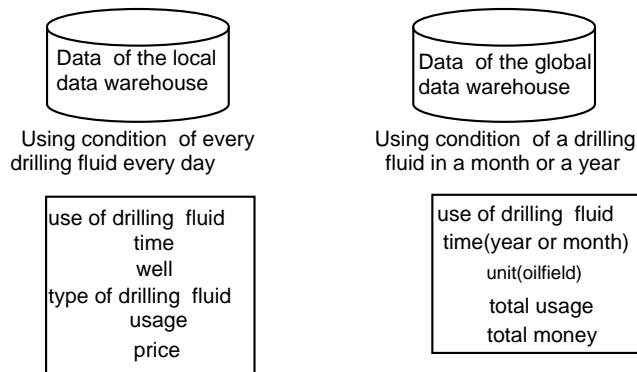 Data of the local
data warehouse
Using condition of every
drilling fluid every day
use of drilling fluid
time
well
type of drilling fluid
usage
price
Data of the global
data warehouse
Using condition of a drilling
fluid in a month or a year
use of drilling fluid
time(year or month)
unit(oilfield)
total usage
total money